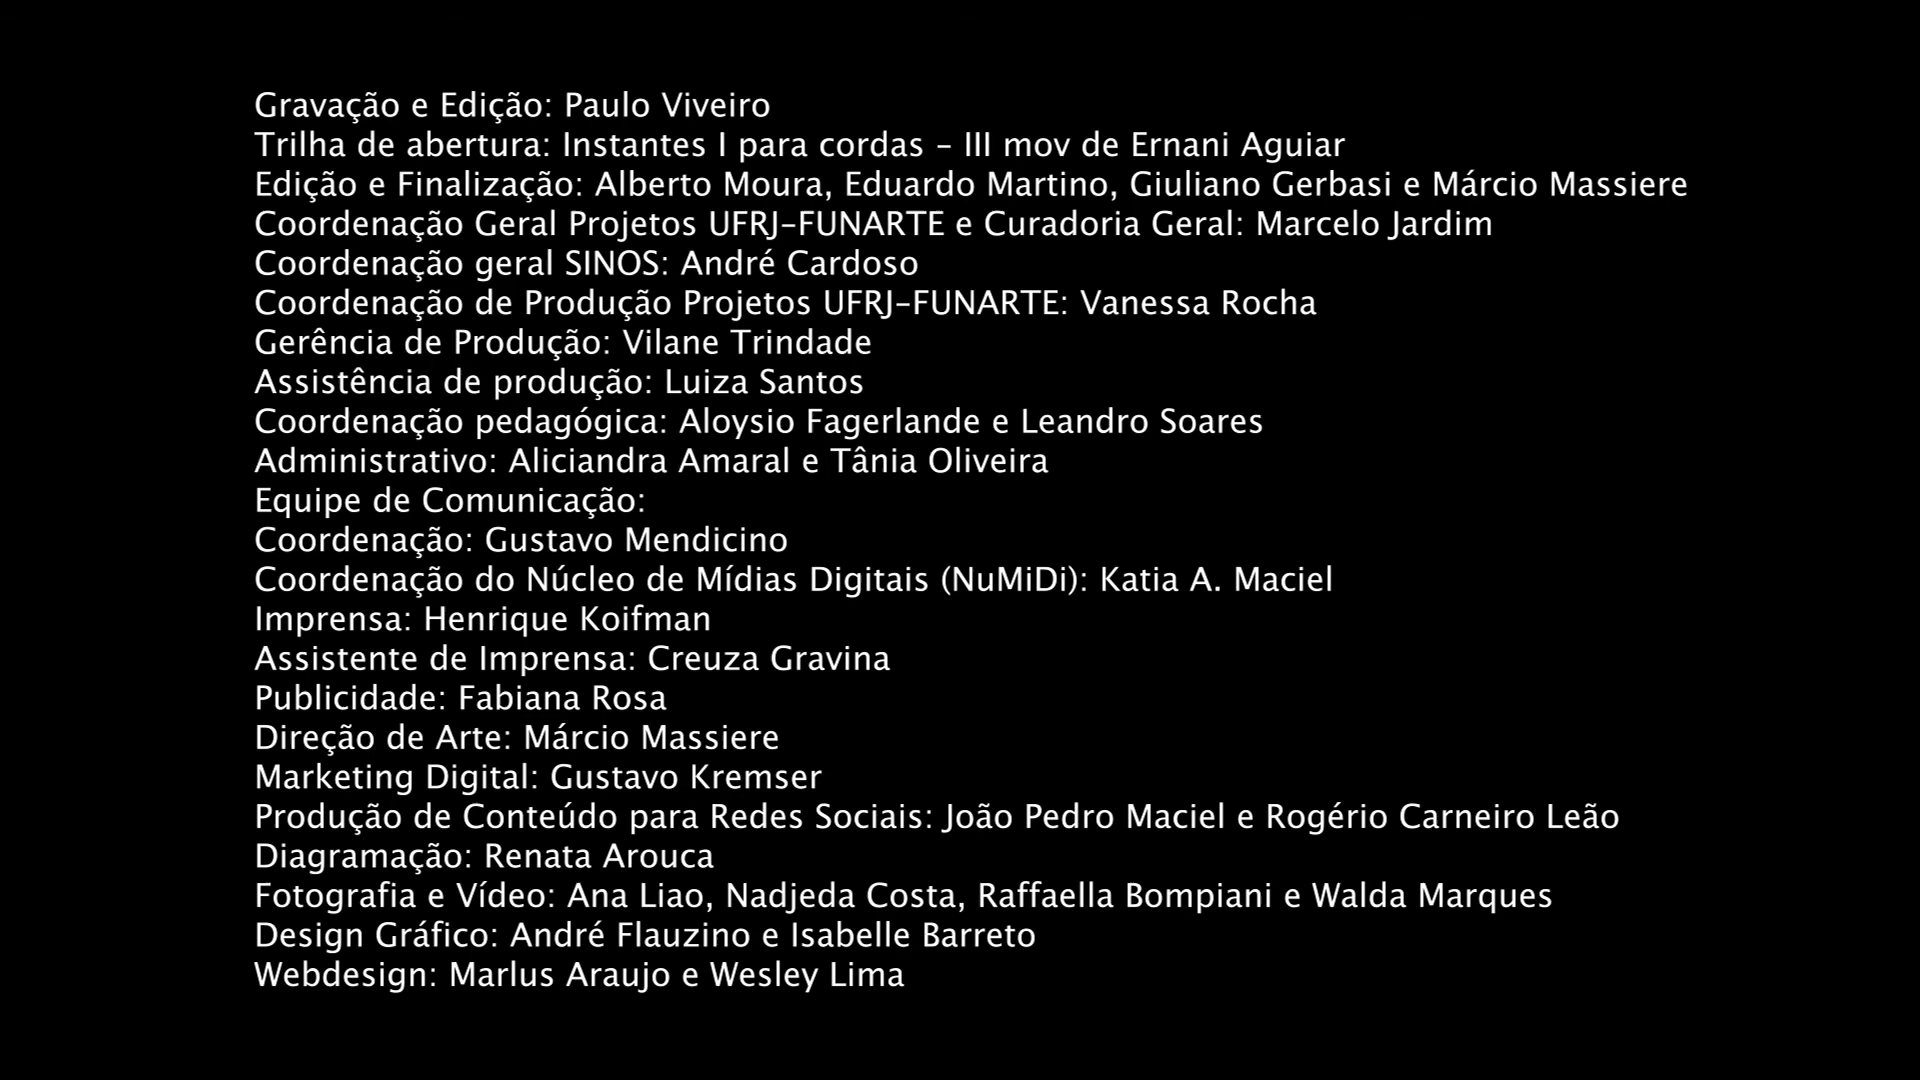 Gravação e Edição: Paulo Viveiro
Trilha de abertura: Instantes I para cordas – III mov de Ernani Aguiar
Edição e Finalização: Alberto Moura, Eduardo Martino, Giuliano Gerbasi e Márcio Massiere
Coordenação Geral Projetos UFRJ–FUNARTE e Curadoria Geral: Marcelo Jardim
Coordenação geral SINOS: André Cardoso
Coordenação de Produção Projetos UFRJ–FUNARTE: Vanessa Rocha
Gerência de Produção: Vilane Trindade
Assistência de produção: Luiza Santos
Coordenação pedagógica: Aloysio Fagerlande e Leandro Soares
Administrativo: Aliciandra Amaral e Tânia Oliveira
Equipe de Comunicação:
Coordenação: Gustavo Mendicino
Coordenação do Núcleo de Mídias Digitais (NuMiDi): Katia A. Maciel
Imprensa: Henrique Koifman
Assistente de Imprensa: Creuza Gravina
Publicidade: Fabiana Rosa
Direção de Arte: Márcio Massiere
Marketing Digital: Gustavo Kremser
Produção de Conteúdo para Redes Sociais: João Pedro Maciel e Rogério Carneiro Leão
Diagramação: Renata Arouca
Fotografia e Vídeo: Ana Liao, Nadjeda Costa, Raffaella Bompiani e Walda Marques
Design Gráfico: André Flauzino e Isabelle Barreto
Webdesign: Marlus Araujo e Wesley Lima